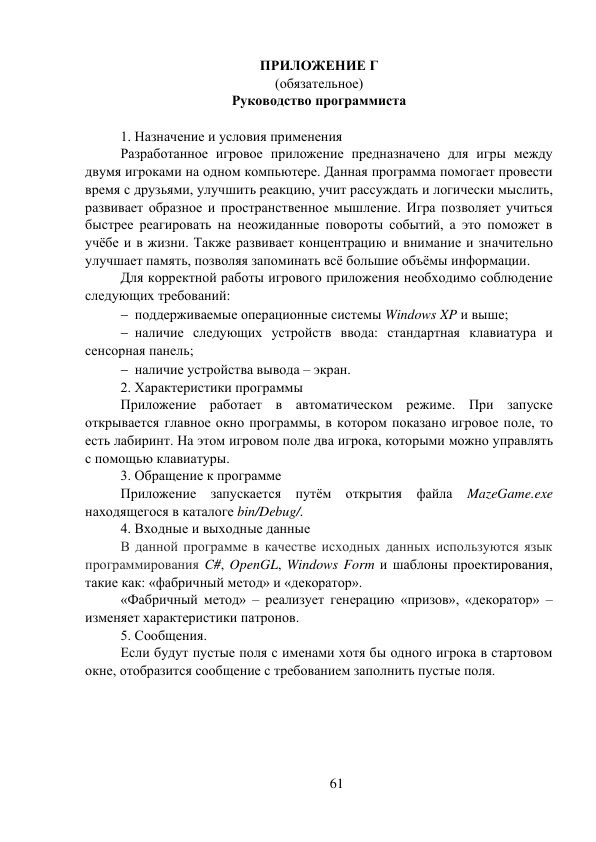 ПРИЛОЖЕНИЕ Г
(обязательное)
Руководство программиста
1. Назначение и условия применения
Разработанное игровое приложение предназначено для игры между
двумя игроками на одном компьютере. Данная программа помогает провести
время с друзьями, улучшить реакцию, учит рассуждать и логически мыслить,
развивает образное и пространственное мышление. Игра позволяет учиться
быстрее реагировать на неожиданные повороты событий, а это поможет в
учёбе и в жизни. Также развивает концентрацию и внимание и значительно
улучшает память, позволяя запоминать всё большие объёмы информации.
Для корректной работы игрового приложения необходимо соблюдение
следующих требований:
– поддерживаемые операционные системы Windows XP и выше;
– наличие следующих устройств ввода: стандартная клавиатура и
сенсорная панель;
– наличие устройства вывода – экран.
2. Характеристики программы
Приложение работает в автоматическом режиме. При запуске
открывается главное окно программы, в котором показано игровое поле, то
есть лабиринт. На этом игровом поле два игрока, которыми можно управлять
с помощью клавиатуры.
3. Обращение к программе
Приложение запускается путём открытия файла MazeGame.exe
находящегося в каталоге bin/Debug/.
4. Входные и выходные данные
В данной программе в качестве исходных данных используются язык
программирования C#, OpenGL, Windows Form и шаблоны проектирования,
такие как: «фабричный метод» и «декоратор».
«Фабричный метод» – реализует генерацию «призов», «декоратор» –
изменяет характеристики патронов.
5. Сообщения.
Если будут пустые поля с именами хотя бы одного игрока в стартовом
окне, отобразится сообщение с требованием заполнить пустые поля.
61